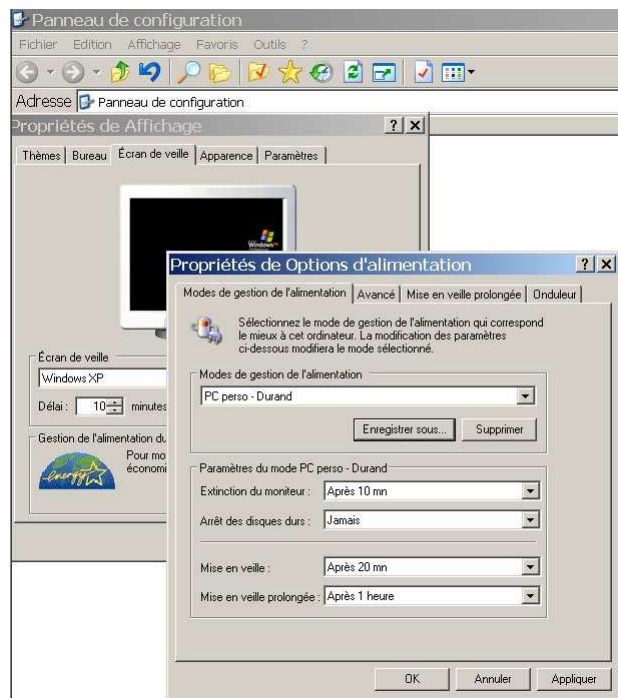 Panneau de configuration
Fichier Edition Affichage Favoris Outils ?
Adresse Panneau de configuration
Propriétés de Affichage
Thèmes Bureau Écran de veille Apparence Paramètres
Windows
Écran de veille
Windows XP
Délai : 10 minutes
Gestion de l'alimentation du
Pour mo
économi
energy
Propriétés de Options d'alimentation
Modes de gestion de l'alimentation Avancé Mise en veille prolongée Onduleur
Sélectionnez le mode de gestion de l'alimentation qui correspond
le mieux à cet ordinateur. La modification des paramètres
ci-dessous modifiera le mode sélectionné.
Modes de gestion de l'alimentation
PC perso - Durand
Enregistrer sous... Supprimer
Paramètres du mode PC perso - Durand
Extinction du moniteur : Après 10 mn
Arrêt des disques durs : Jamais
Mise en veille : Après 20 mn
Mise en veille prolongée : Après 1 heure
OK Annuler Appliquer